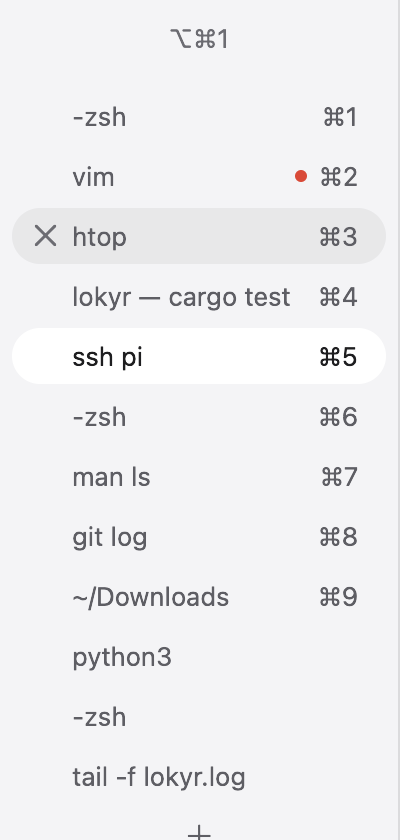 ⌥⌘1
-zsh ⌘1
vim ⌘2
htop ⌘3
lokyr — cargo test ⌘4
ssh pi ⌘5
-zsh ⌘6
man ls ⌘7
git log ⌘8
~/Downloads ⌘9
python3
-zsh
tail -f lokyr.log